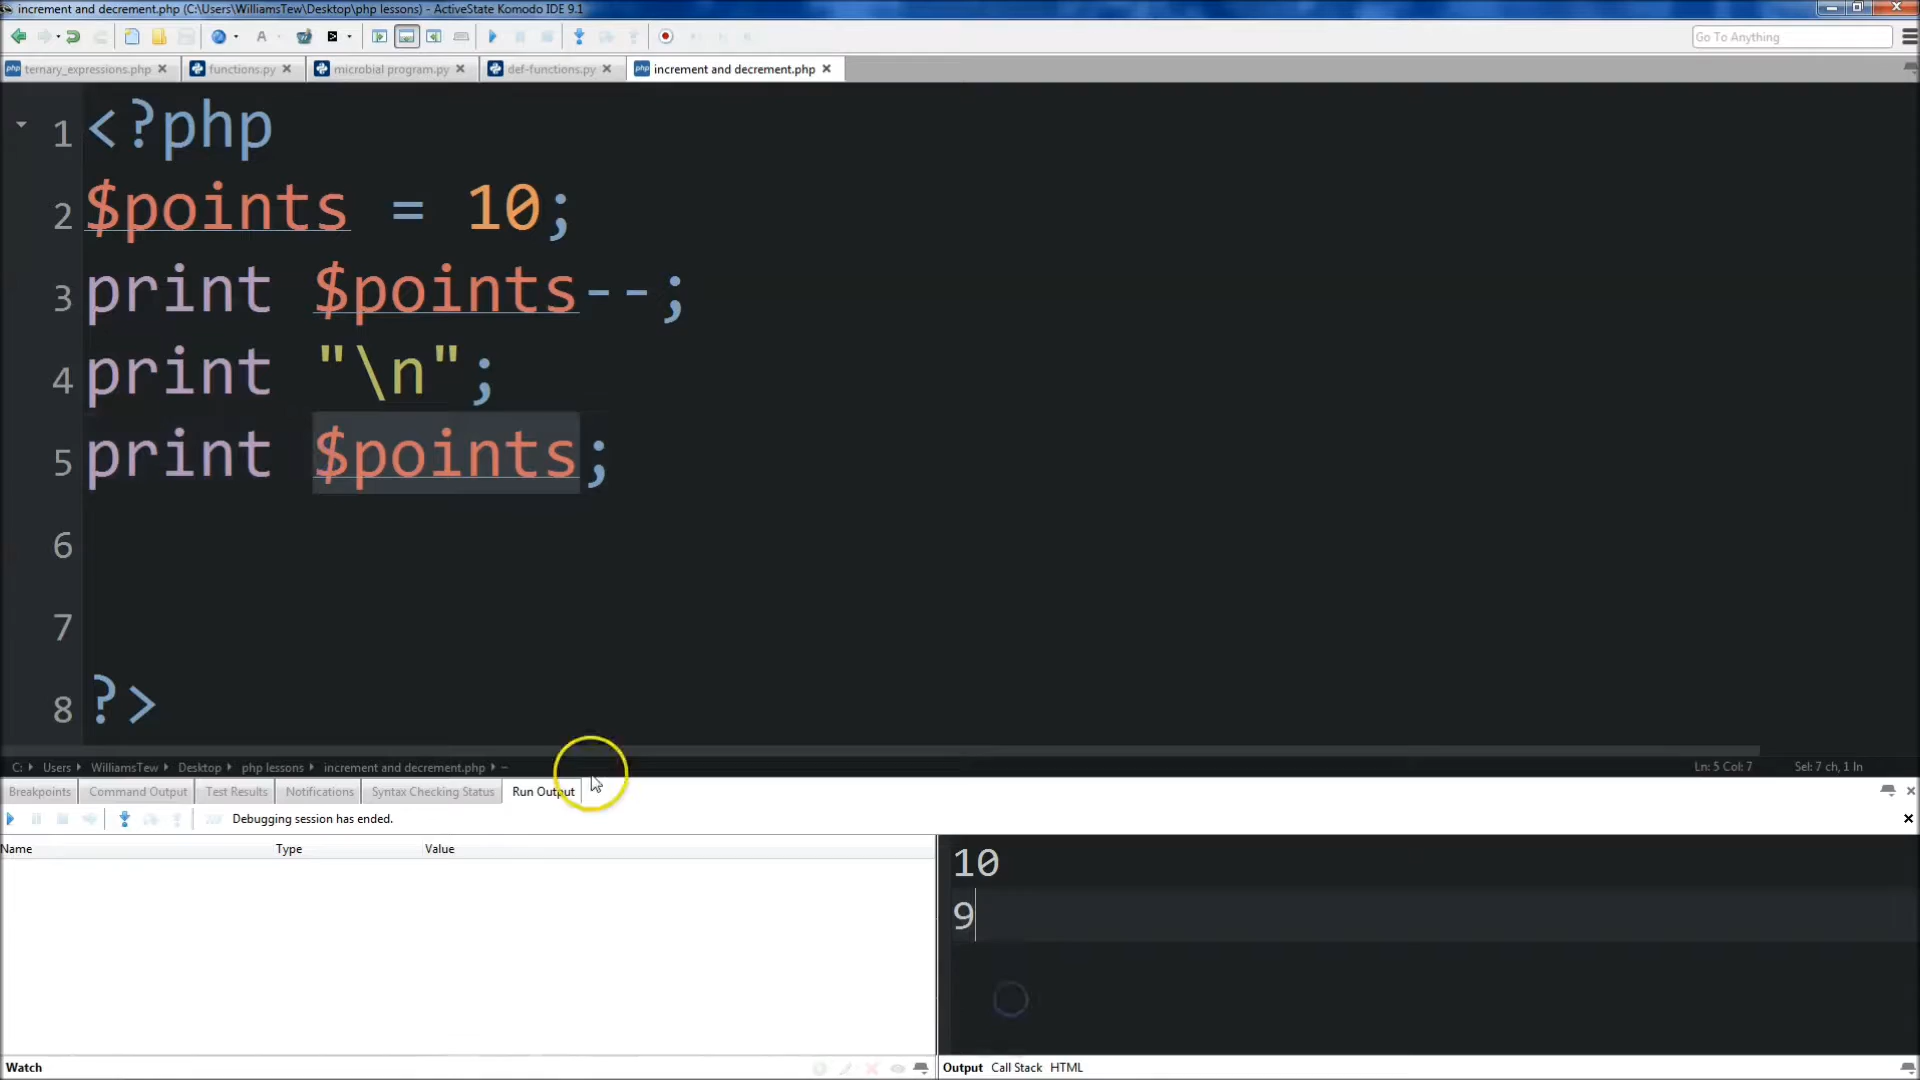 increment and decrement.php (C:\Users\WilliamsTew\Desktop\php lessons) - ActiveState Komodo IDE 9.1
Go To Anything
ternary_expressions.php functions.py microbial program.py def-functions.py increment and decrement.php
1 <?php
2 $points = 10;
3 print $points--;
4 print "\n";
5 print $points;
6
7
8 ?>
C: Users WilliamsTew Desktop php lessons increment and decrement.php - Ln: 5 Col: 7 Sel: 7 ch, 1 ln
Breakpoints Command Output Test Results Notifications Syntax Checking Status Run Output
Debugging session has ended.
Name Type Value
10
9
Watch Output Call Stack HTML